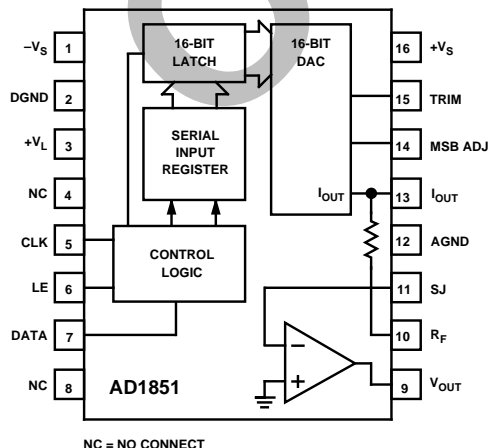 –VS 1
DGND 2
+VL 3
NC 4
CLK 5
LE 6
DATA 7
NC 8
16-BIT
LATCH
16-BIT
DAC
SERIAL
INPUT
REGISTER
CONTROL
LOGIC
IOUT
AD1851
–
+
16 +VS
15 TRIM
14 MSB ADJ
13 IOUT
12 AGND
11 SJ
10 RF
9 VOUT
NC = NO CONNECT